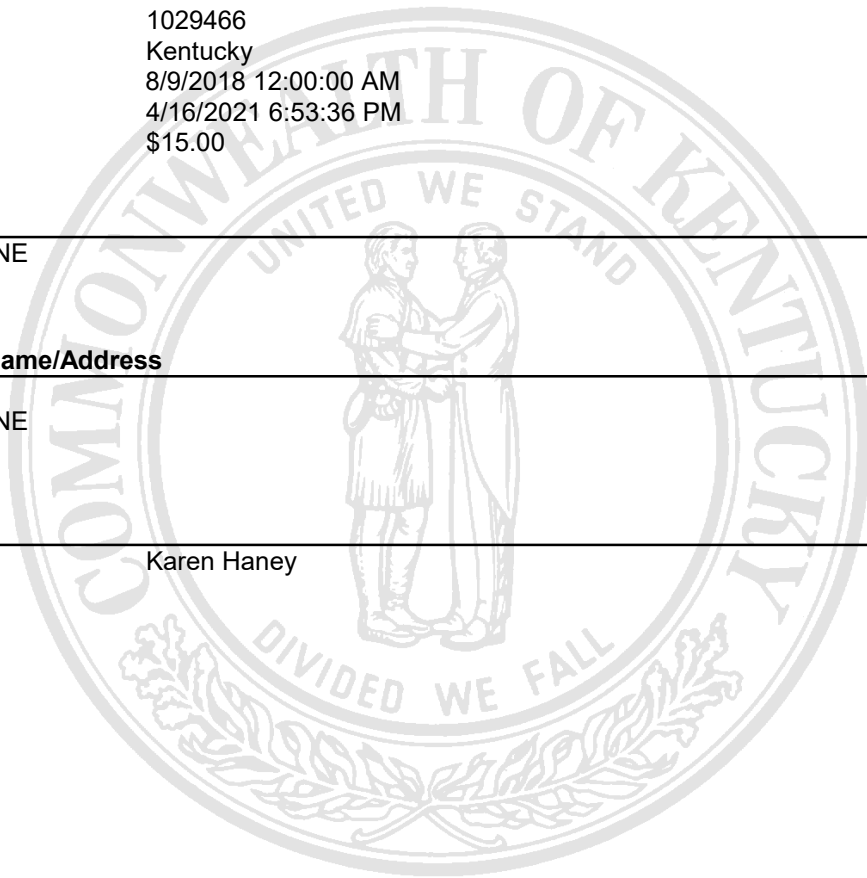 1029466
Kentucky
8/9/2018 12:00:00 AM
4/16/2021 6:53:36 PM
$15.00
NE
ame/Address
NE
Karen Haney
COMMONWEALTH OF KENTUCKY
UNITED WE STAND
DIVIDED WE FALL